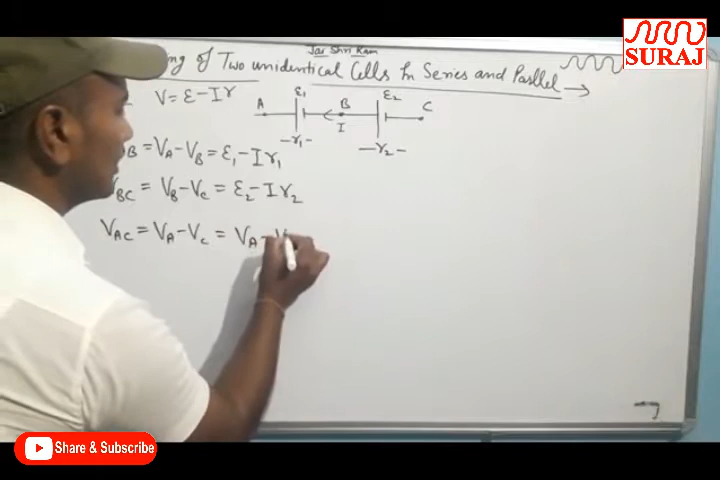 Jai Shri Ram
SURAJ
ing of Two unidentical Cells In Series and Parllel →
V = ε - Ir
A ε₁ B ε₂ C
I
-r₁- -r₂-
B = V_A - V_B = ε₁ - Ir₁
BC = V_B - V_C = ε₂ - Ir₂
V_AC = V_A - V_C = V_A - V
Share & Subscribe